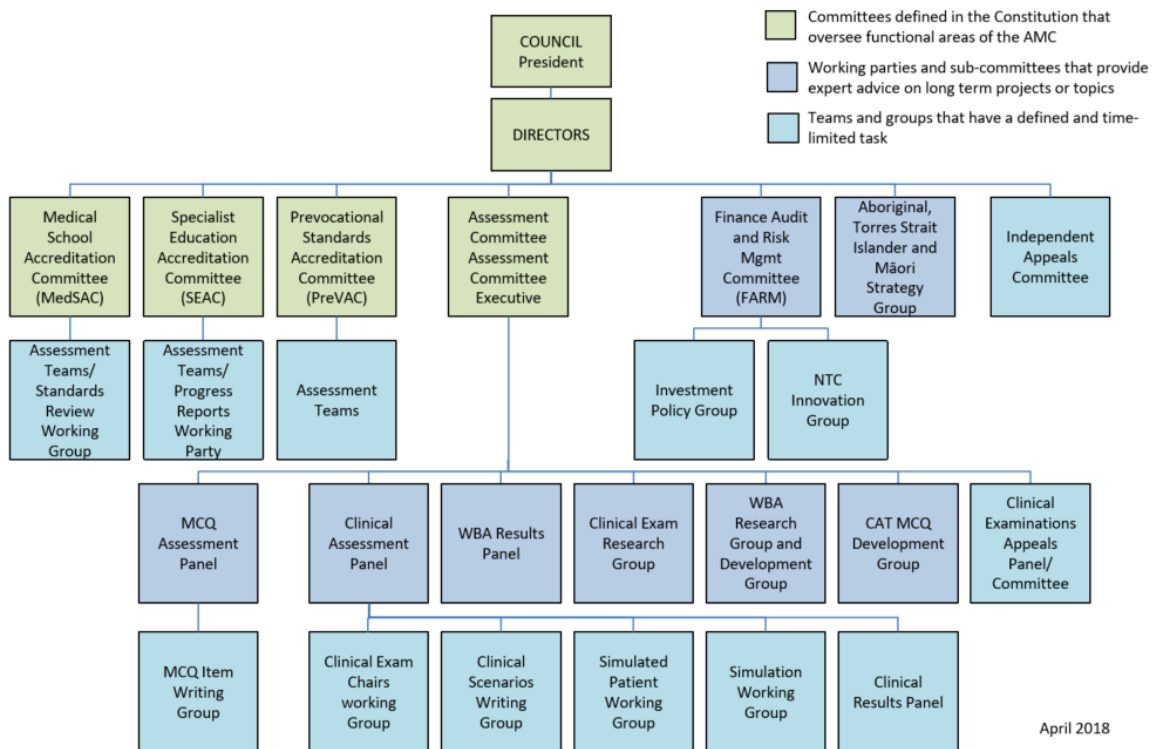 COUNCIL
President
Committees defined in the Constitution that
oversee functional areas of the AMC
Working parties and sub-committees that provide
expert advice on long term projects or topics
Teams and groups that have a defined and time-
limited task
DIRECTORS
Medical
School
Accreditation
Committee
(MedSAC)
Specialist
Education
Accreditation
Committee
(SEAC)
Prevocational
Standards
Accreditation
Committee
(PreVAC)
Assessment
Committee
Assessment
Committee
Executive
Finance Audit
and Risk
Mgmt
Committee
(FARM)
Aboriginal,
Torres Strait
Islander and
Māori
Strategy
Group
Independent
Appeals
Committee
Assessment
Teams/
Standards
Review
Working
Group
Assessment
Teams/
Progress
Reports
Working
Party
Assessment
Teams
Investment
Policy Group
NTC
Innovation
Group
MCQ
Assessment
Panel
Clinical
Assessment
Panel
WBA Results
Panel
Clinical Exam
Research
Group
WBA
Research
Group and
Development
Group
CAT MCQ
Development
Group
Clinical
Examinations
Appeals
Panel/
Committee
MCQ Item
Writing
Group
Clinical Exam
Chairs
working
Group
Clinical
Scenarios
Writing
Group
Simulated
Patient
Working
Group
Simulation
Working
Group
Clinical
Results Panel
April 2018